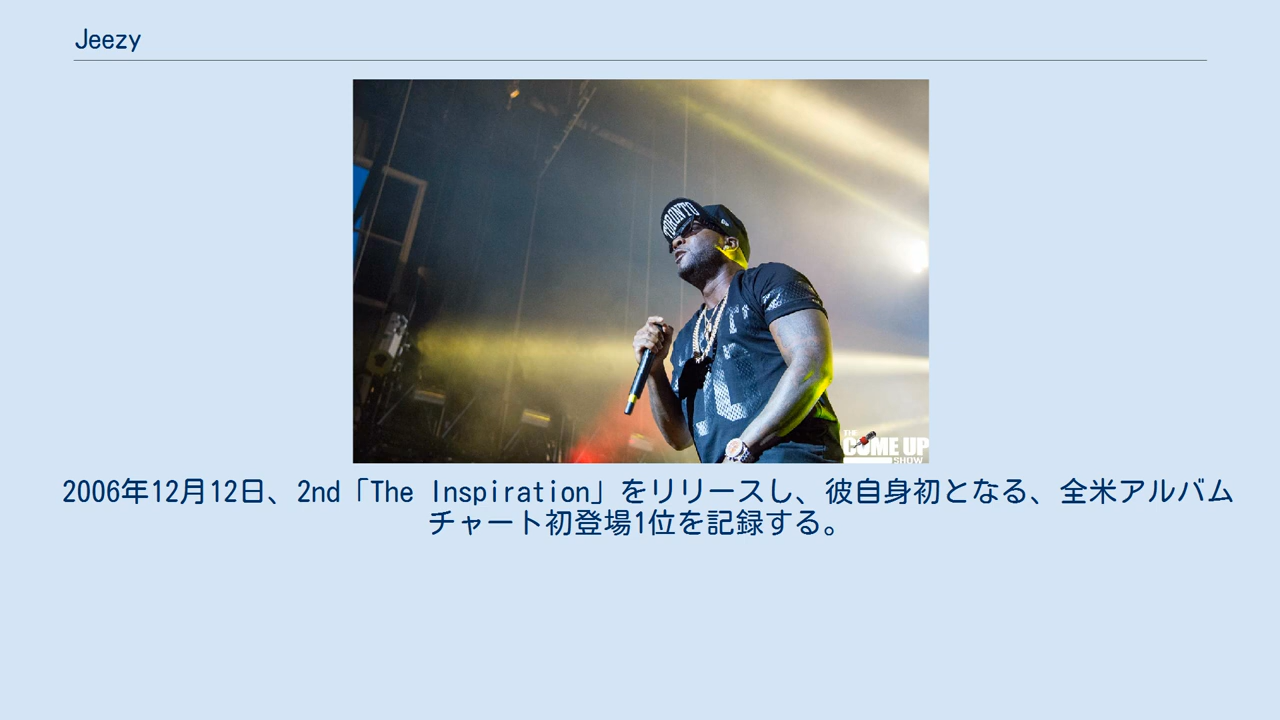 Jeezy
TORONTO
THE
COME UP
SHOW
2006年12月12日、2nd「The Inspiration」をリリースし、彼自身初となる、全米アルバム
チャート初登場1位を記録する。